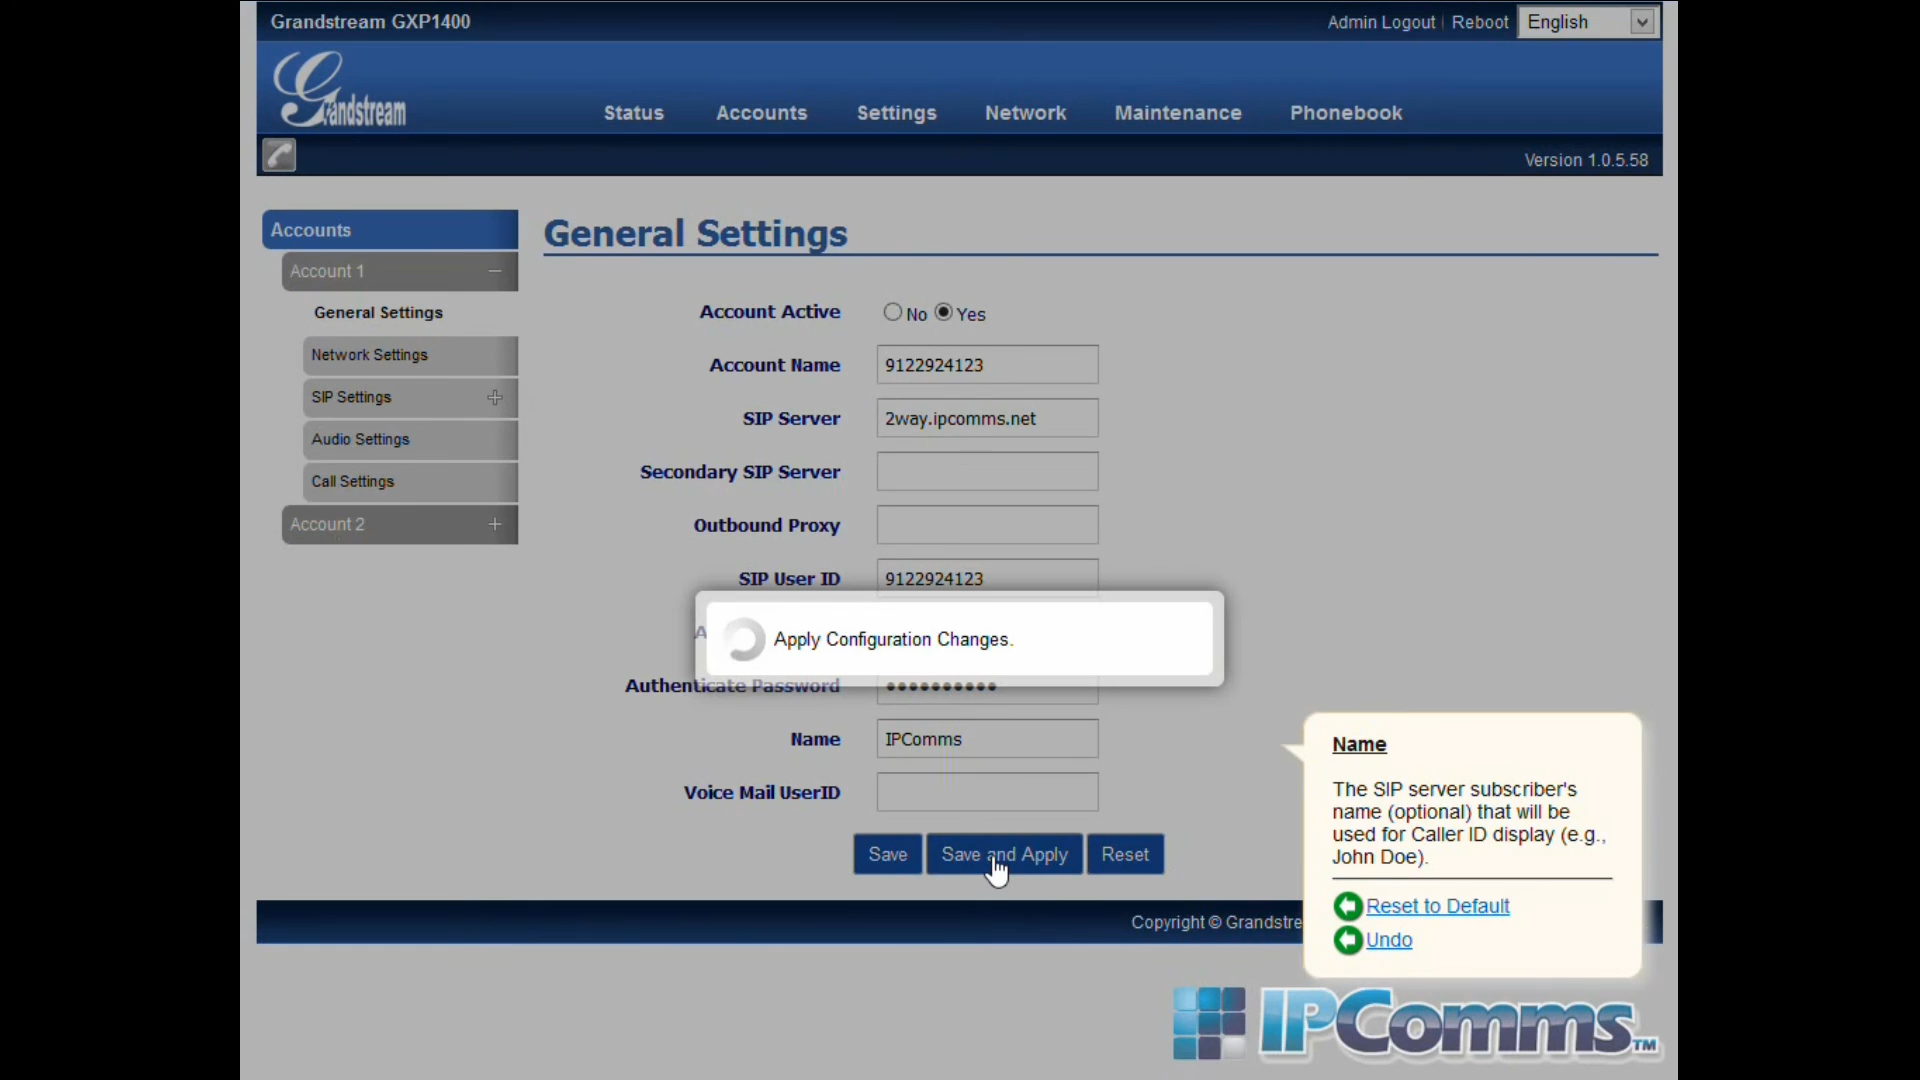 Grandstream GXP1400
Admin Logout | Reboot English
Grandstream
Status Accounts Settings Network Maintenance Phonebook
Version 1.0.5.58
Accounts
Account 1
General Settings
Network Settings
SIP Settings
Audio Settings
Call Settings
Account 2
General Settings
Account Active No Yes
Account Name 9122924123
SIP Server 2way.ipcomms.net
Secondary SIP Server
Outbound Proxy
SIP User ID 9122924123
A
Apply Configuration Changes.
Authenticate Password ●●●●●●●●●●
Name IPComms
Voice Mail UserID
Save Save and Apply Reset
Name
The SIP server subscriber's
name (optional) that will be
used for Caller ID display (e.g.,
John Doe).
Reset to Default
Undo
Copyright © Grandstre
IPComms™